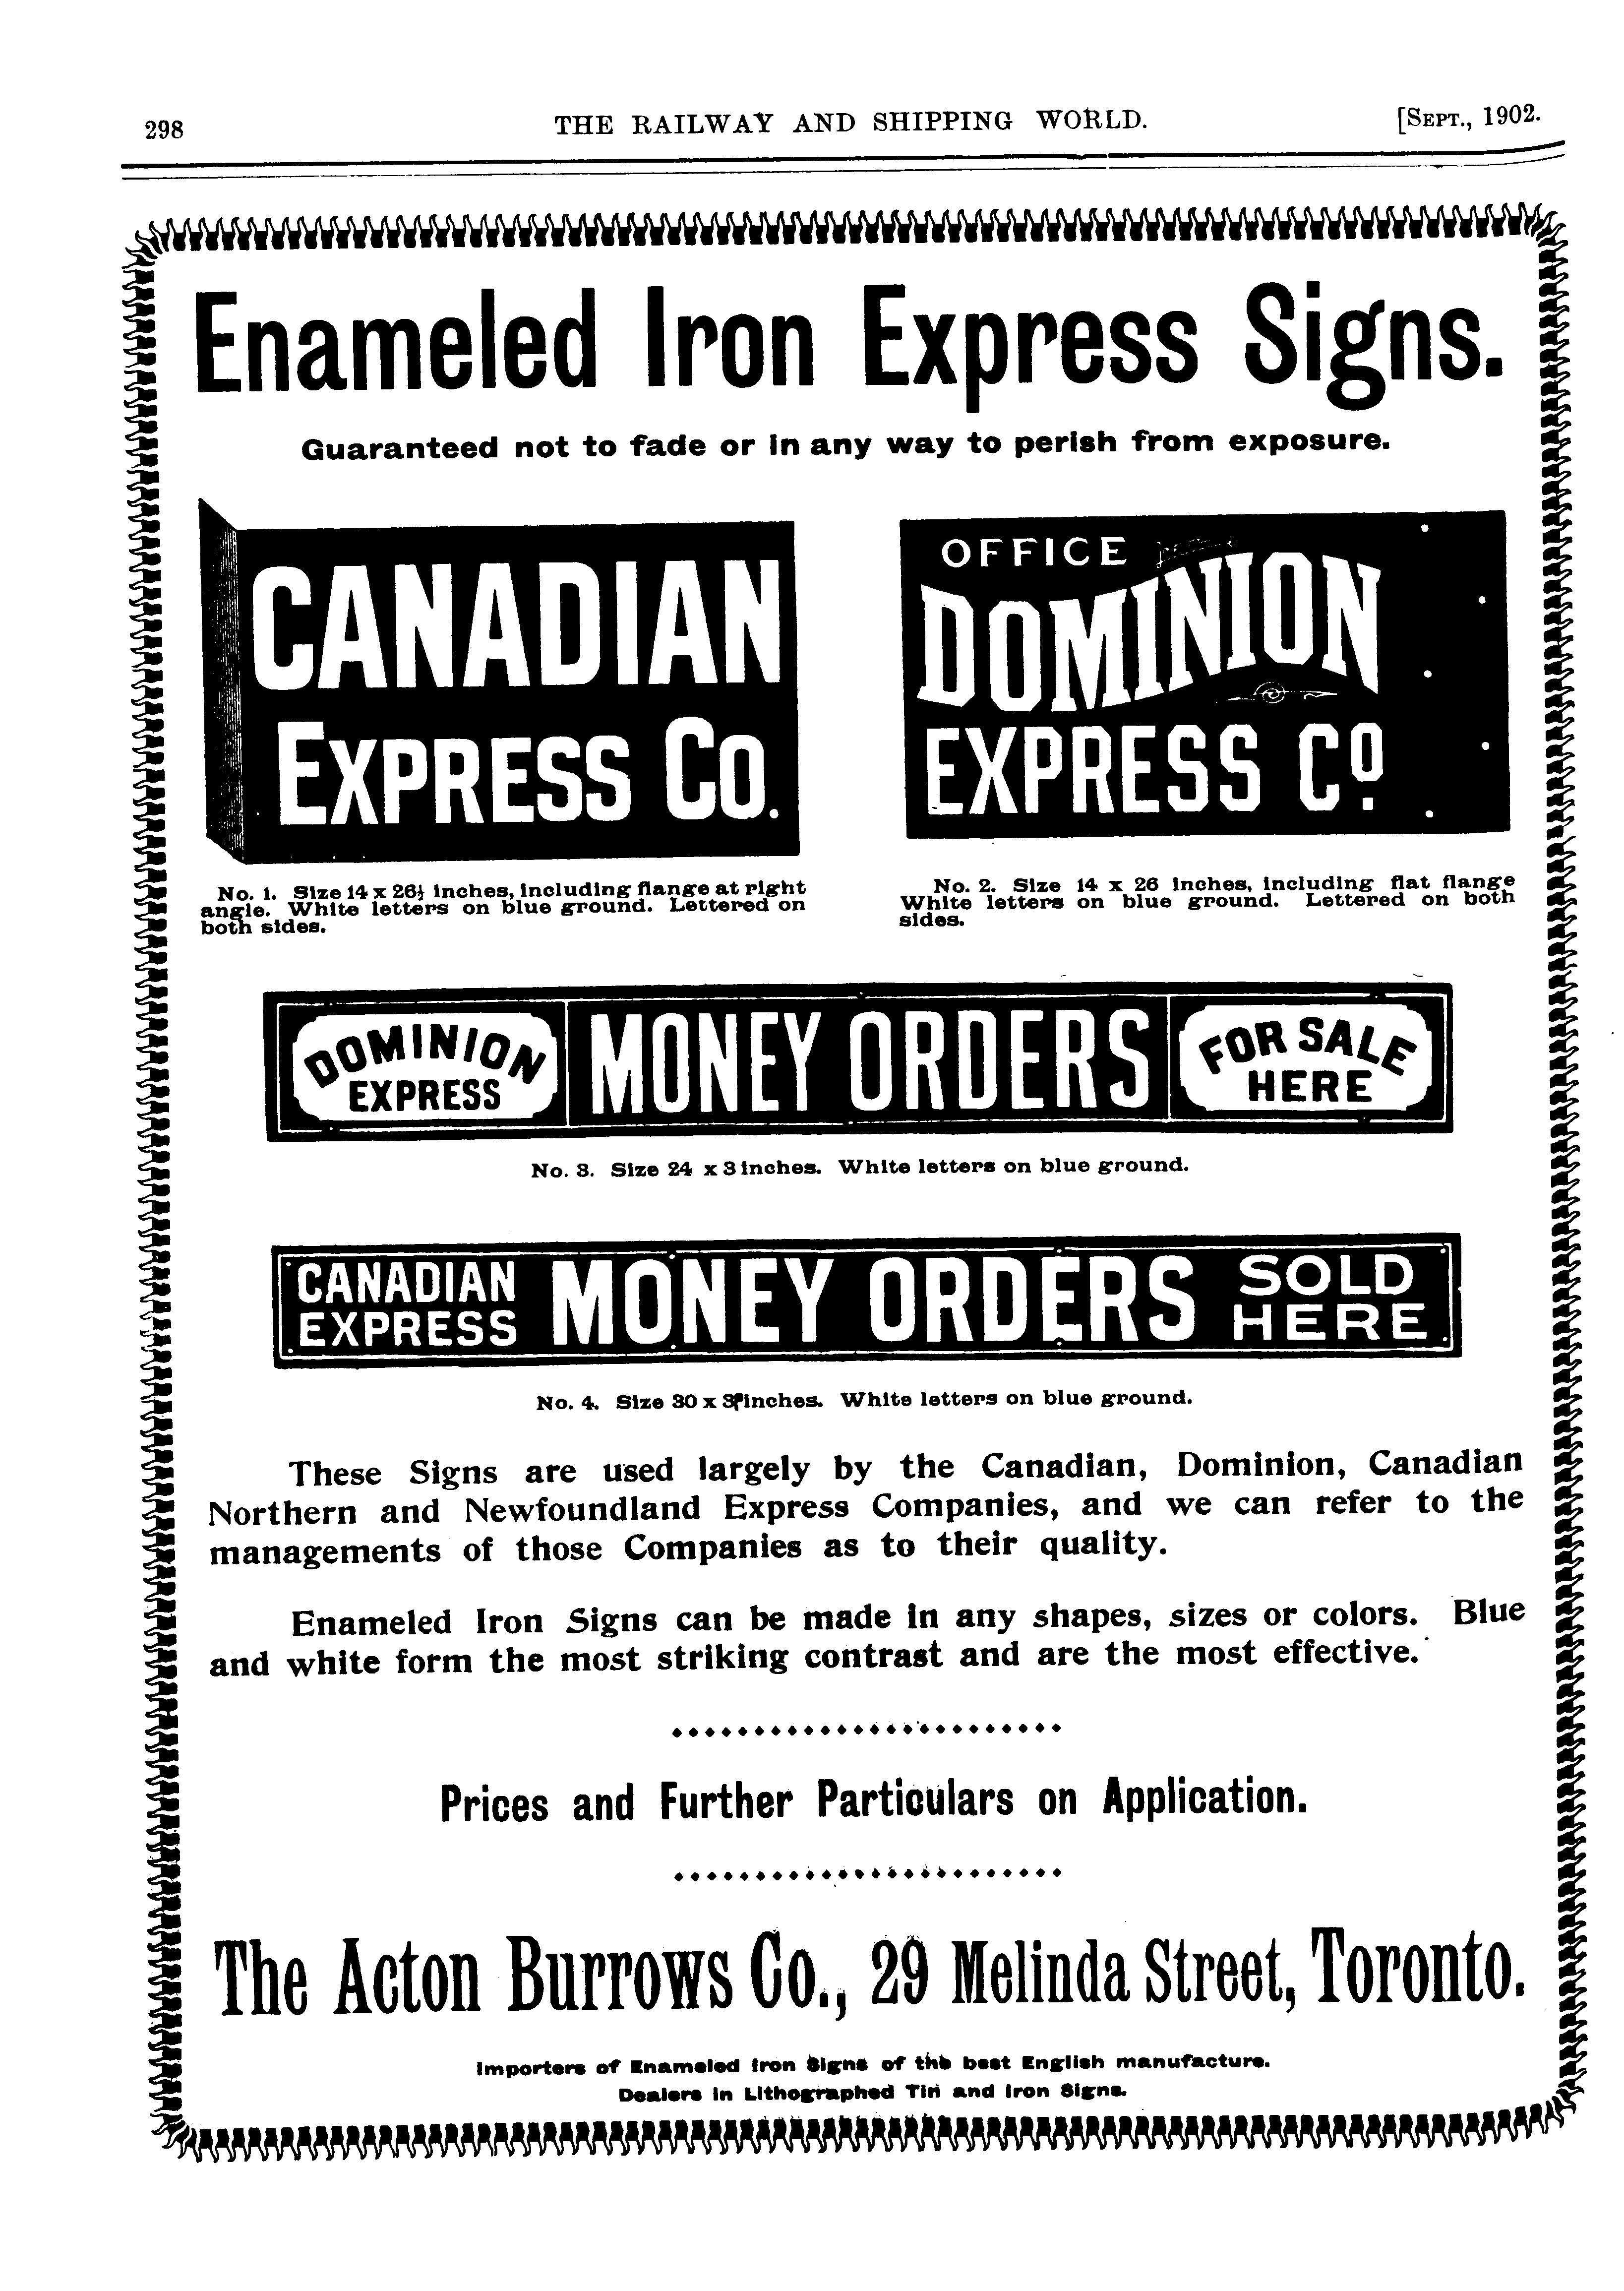 298
THE RAILWAY AND SHIPPING WORLD.
[SEPT., 1902.
Enameled Iron Express Signs.
Guaranteed not to fade or in any way to perish from exposure.
CANADIAN
EXPRESS CO.
OFFICE
DOMINION
EXPRESS CO.
No. 1. Size 14 x 26½ inches, including flange at right
angle. White letters on blue ground. Lettered on
both sides.
No. 2. Size 14 x 26 inches, including flat flange
White letters on blue ground. Lettered on both
sides.
DOMINION
EXPRESS
MONEY ORDERS
FOR SALE
HERE
No. 3. Size 24 x 3 inches. White letters on blue ground.
CANADIAN
EXPRESS
MONEY ORDERS
SOLD
HERE
No. 4. Size 30 x inches. White letters on blue ground.
These Signs are used largely by the Canadian, Dominion, Canadian
Northern and Newfoundland Express Companies, and we can refer to the
managements of those Companies as to their quality.
Enameled Iron Signs can be made in any shapes, sizes or colors. Blue
and white form the most striking contrast and are the most effective.
Prices and Further Particulars on Application.
The Acton Burrows Co., 29 Melinda Street, Toronto.
Importers of Enameled Iron Signs of the best English manufacture.
Dealers in Lithographed Tin and Iron Signs.